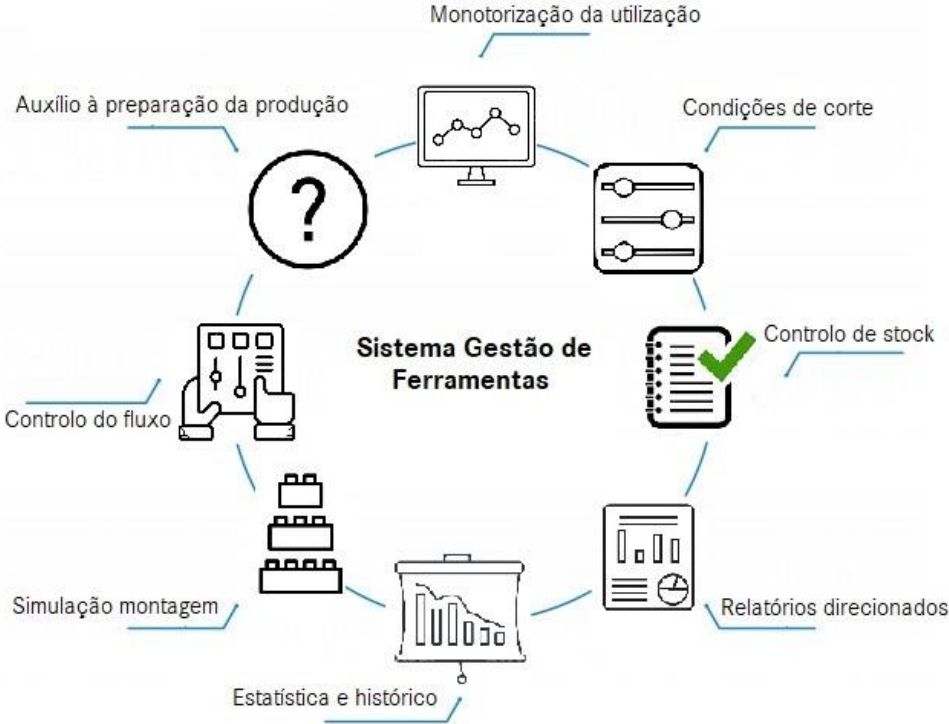 Monotorização da utilização
Auxílio à preparação da produção
Condições de corte
?
Sistema Gestão de
Ferramentas
Controlo de stock
Controlo do fluxo
Simulação montagem
Relatórios direcionados
Estatística e histórico